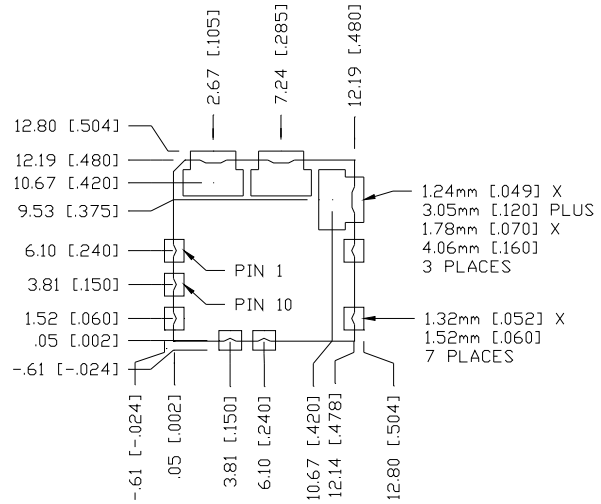 2.67 [.105]
7.24 [.285]
12.19 [.480]
12.80 [.504]
12.19 [.480]
10.67 [.420]
9.53 [.375]
6.10 [.240]
3.81 [.150]
1.52 [.060]
.05 [.002]
-.61 [-.024]
PIN 1
PIN 10
1.24mm [.049] X
3.05mm [.120] PLUS
1.78mm [.070] X
4.06mm [.160]
3 PLACES
1.32mm [.052] X
1.52mm [.060]
7 PLACES
-.61 [-.024]
.05 [.002]
3.81 [.150]
6.10 [.240]
10.67 [.420]
12.14 [.478]
12.80 [.504]